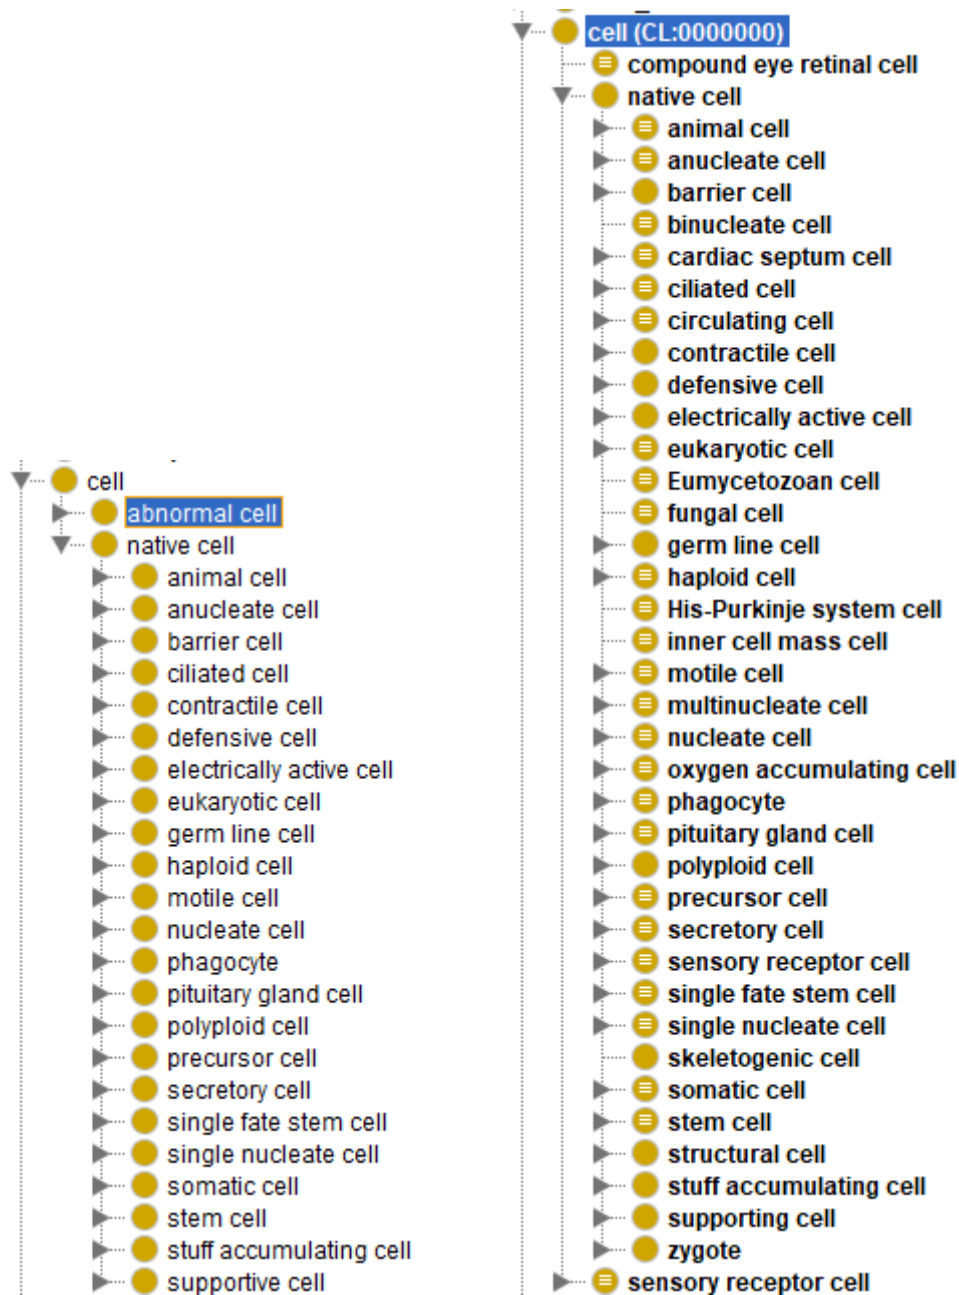 cell
abnormal cell
native cell
animal cell
anucleate cell
barrier cell
ciliated cell
contractile cell
defensive cell
electrically active cell
eukaryotic cell
germ line cell
haploid cell
motile cell
nucleate cell
phagocyte
pituitary gland cell
polyploid cell
precursor cell
secretory cell
single fate stem cell
single nucleate cell
somatic cell
stem cell
stuff accumulating cell
supportive cell
cell (CL:0000000)
compound eye retinal cell
native cell
animal cell
anucleate cell
barrier cell
binucleate cell
cardiac septum cell
ciliated cell
circulating cell
contractile cell
defensive cell
electrically active cell
eukaryotic cell
Eumycetozoan cell
fungal cell
germ line cell
haploid cell
His-Purkinje system cell
inner cell mass cell
motile cell
multinucleate cell
nucleate cell
oxygen accumulating cell
phagocyte
pituitary gland cell
polyploid cell
precursor cell
secretory cell
sensory receptor cell
single fate stem cell
single nucleate cell
skeletogenic cell
somatic cell
stem cell
structural cell
stuff accumulating cell
supporting cell
zygote
sensory receptor cell